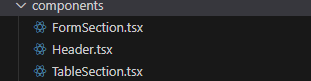 components
FormSection.tsx
Header.tsx
TableSection.tsx